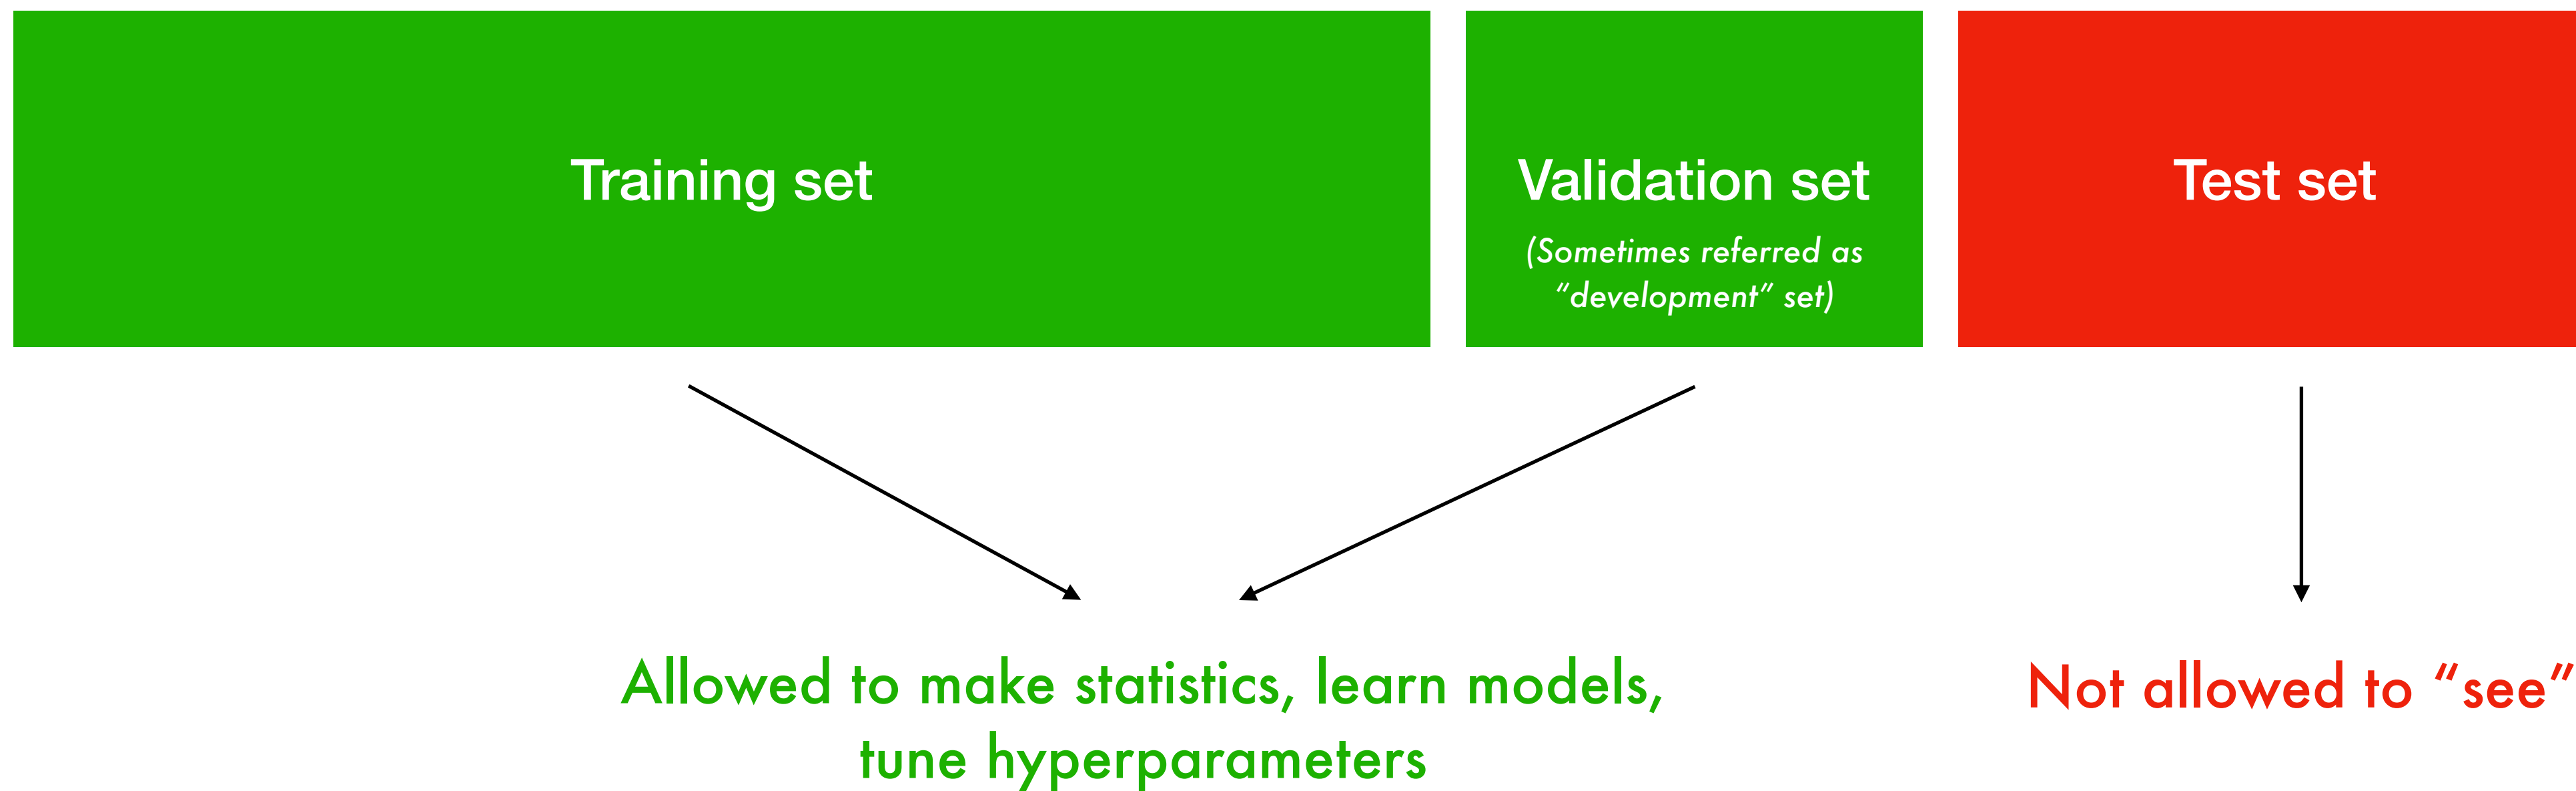 Training set
Validation set
(Sometimes referred as
“development” set)
Test set
Allowed to make statistics, learn models,
tune hyperparameters
Not allowed to “see”